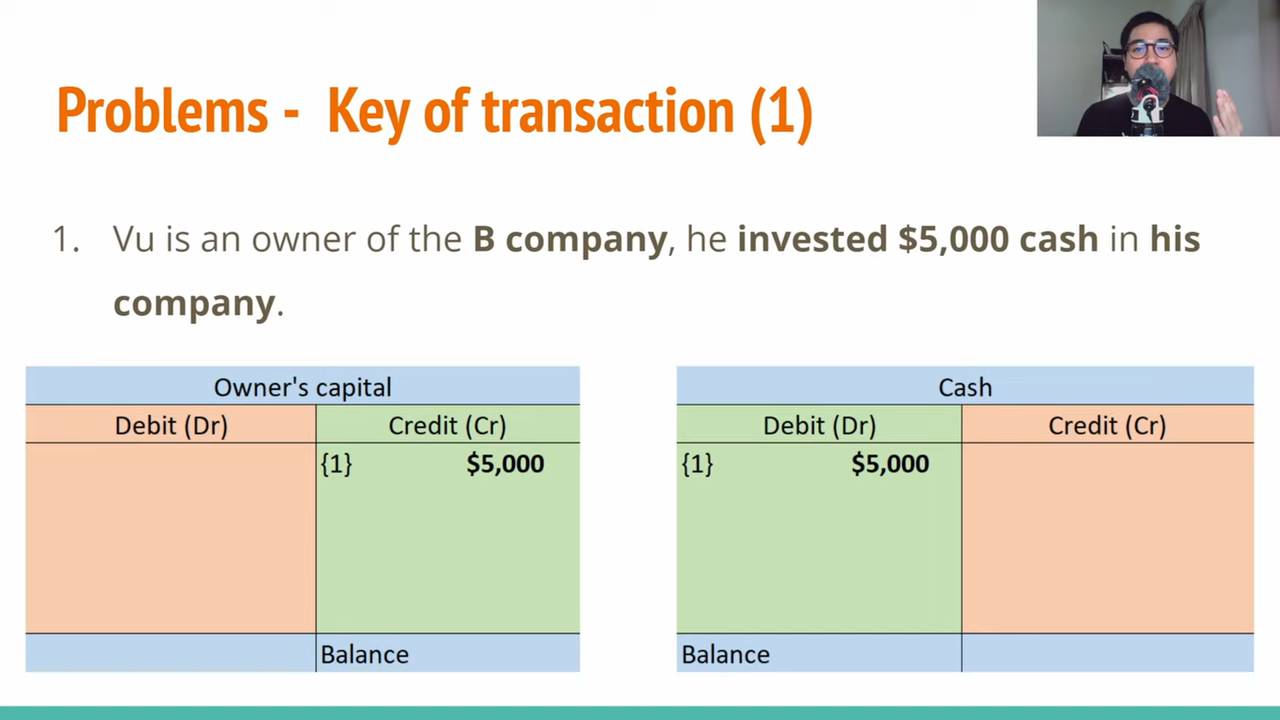 Problems - Key of transaction (1)
1. Vu is an owner of the B company, he invested $5,000 cash in his
company.
Owner's capital
Debit (Dr) Credit (Cr)
{1} $5,000
Balance
Cash
Debit (Dr) Credit (Cr)
{1} $5,000
Balance